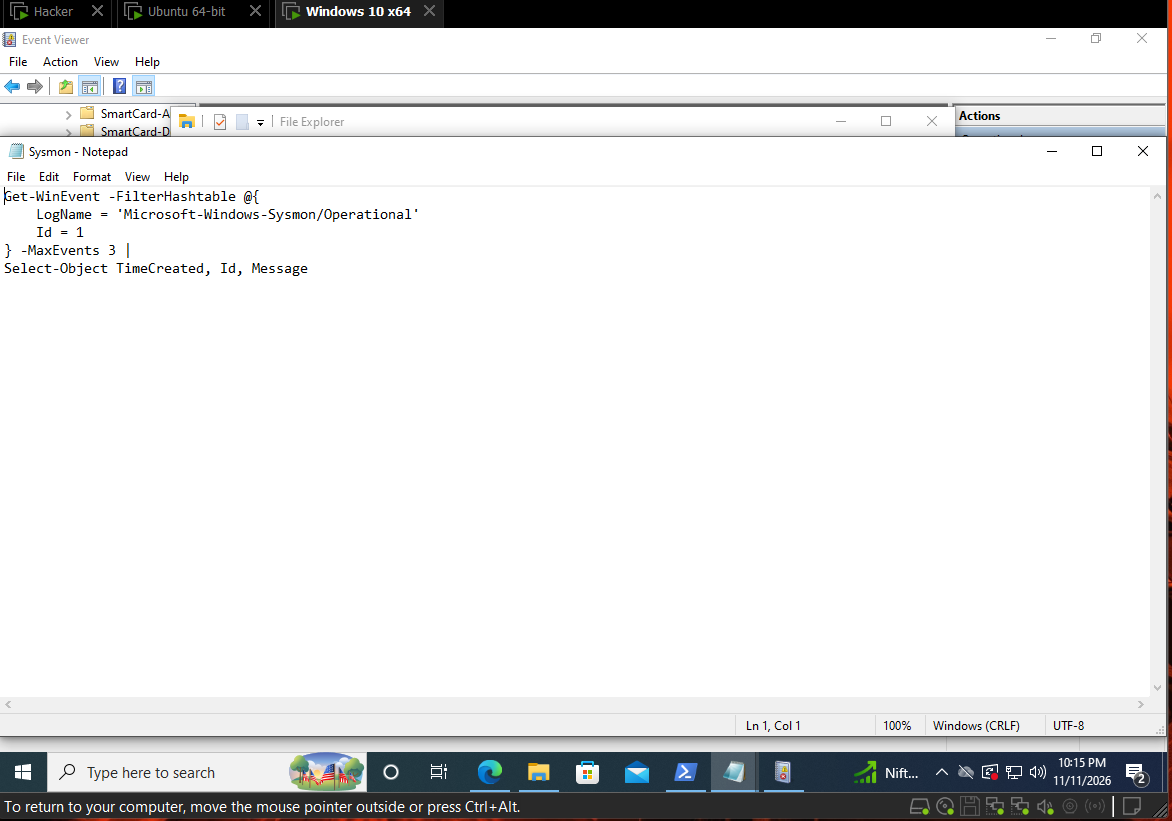 Hacker
Ubuntu 64-bit
Windows 10 x64
Event Viewer
File Action View Help
SmartCard-A
SmartCard-D
File Explorer
Actions
Sysmon - Notepad
File Edit Format View Help
Get-WinEvent -FilterHashtable @{
    LogName = 'Microsoft-Windows-Sysmon/Operational'
    Id = 1
} -MaxEvents 3 |
Select-Object TimeCreated, Id, Message
Ln 1, Col 1
100%
Windows (CRLF)
UTF-8
Type here to search
Nift...
10:15 PM
11/11/2026
2
To return to your computer, move the mouse pointer outside or press Ctrl+Alt.